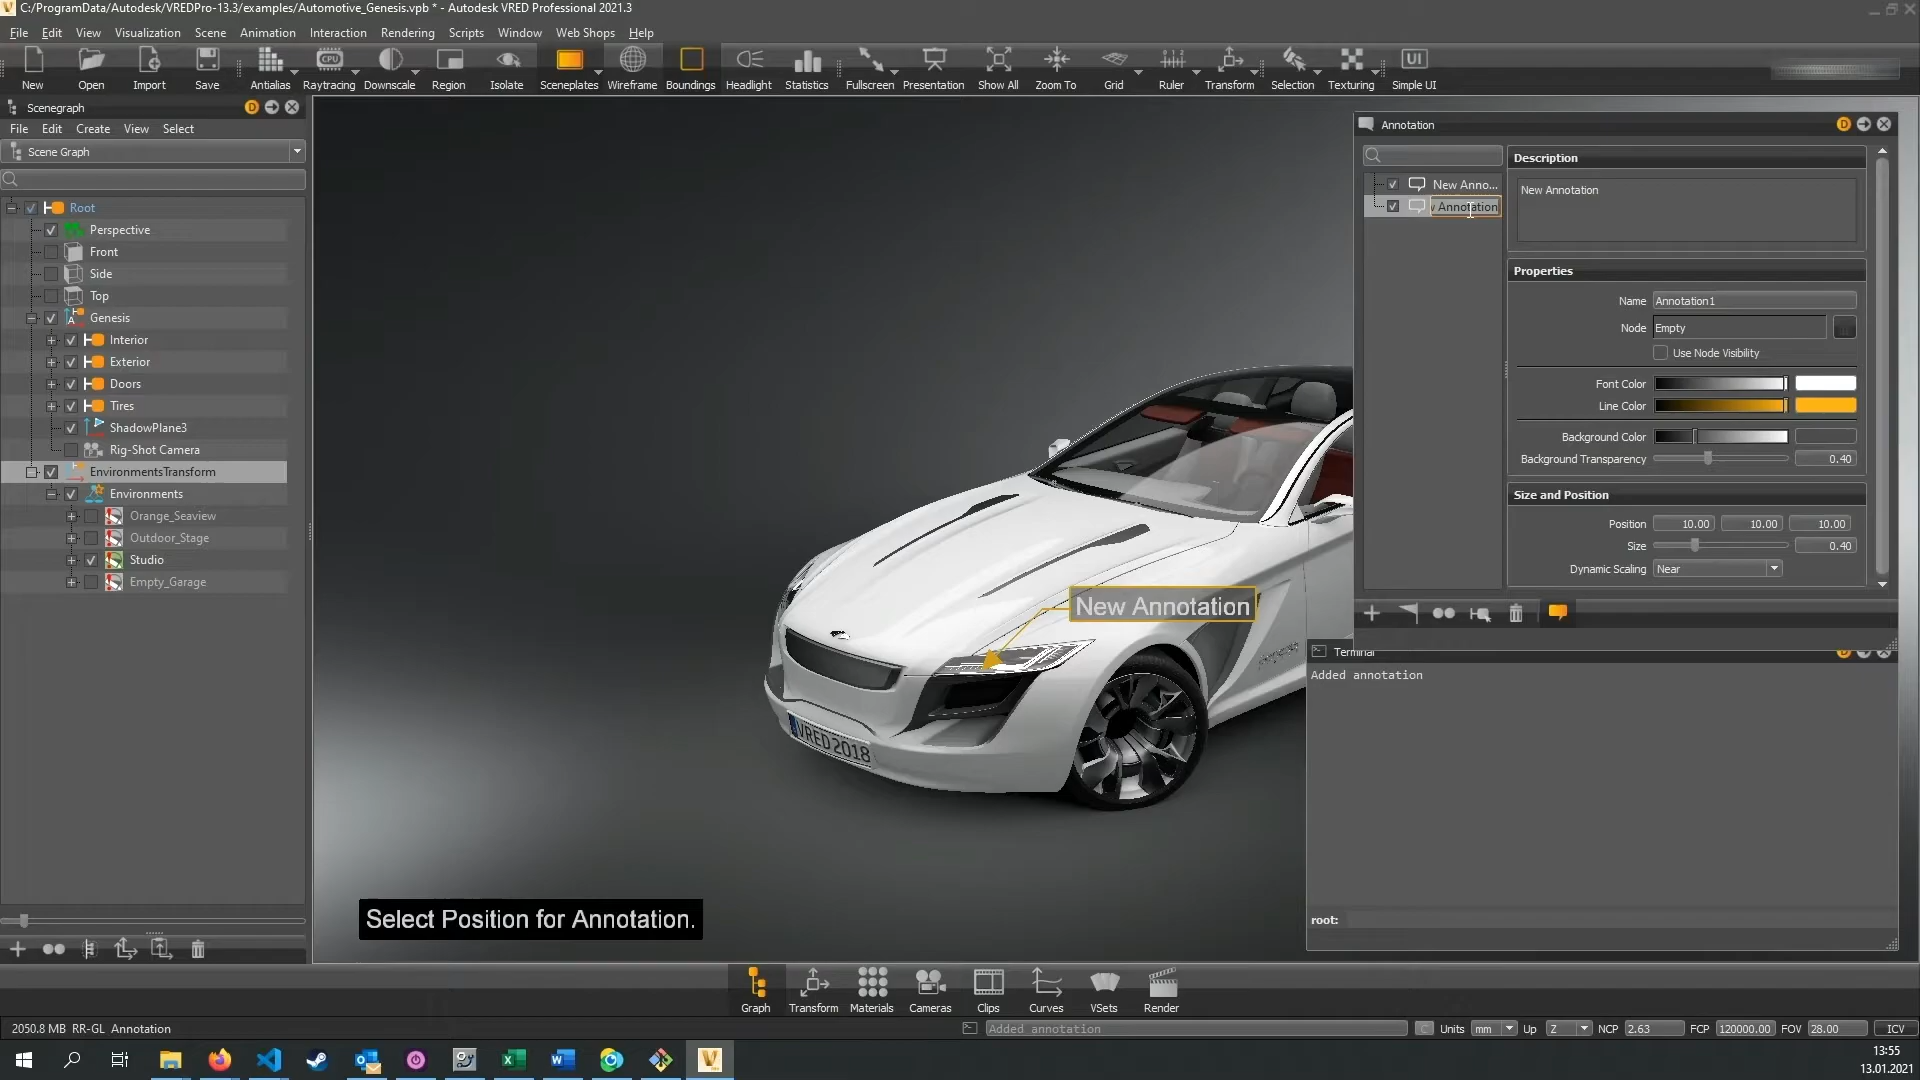 C:/ProgramData/Autodesk/VREDPro-13.3/examples/Automotive_Genesis.vpb * - Autodesk VRED Professional 2021.3
File Edit View Visualization Scene Animation Interaction Rendering Scripts Window Web Shops Help
CPU UI
New Open Import Save Antialias Raytracing Downscale Region Isolate Sceneplates Wireframe Boundings Headlight Statistics Fullscreen Presentation Show All Zoom To Grid Ruler Transform Selection Texturing Simple UI
Scenegraph
D
File Edit Create View Select
Scene Graph
Root
Perspective
Front
Side
Top
Genesis
Interior
Exterior
Doors
Tires
ShadowPlane3
Rig-Shot Camera
EnvironmentsTransform
Environments
Orange_Seaview
Outdoor_Stage
Studio
Empty_Garage
New Annotation
VRED2018
Select Position for Annotation.
Annotation
D
New Anno...
Annotation
Description
New Annotation
Properties
Name Annotation1
Node Empty
Use Node Visibility
Font Color
Line Color
Background Color
Background Transparency 0.40
Size and Position
Position 10.00 10.00 10.00
Size 0.40
Dynamic Scaling Near
Terminal
Added annotation
root:
Graph Transform Materials Cameras Clips Curves VSets Render
2050.8 MB RR-GL Annotation
Added annotation
C Units mm Up Z NCP 2.63 FCP 120000.00 FOV 28.00 ICV
13:55
13.01.2021